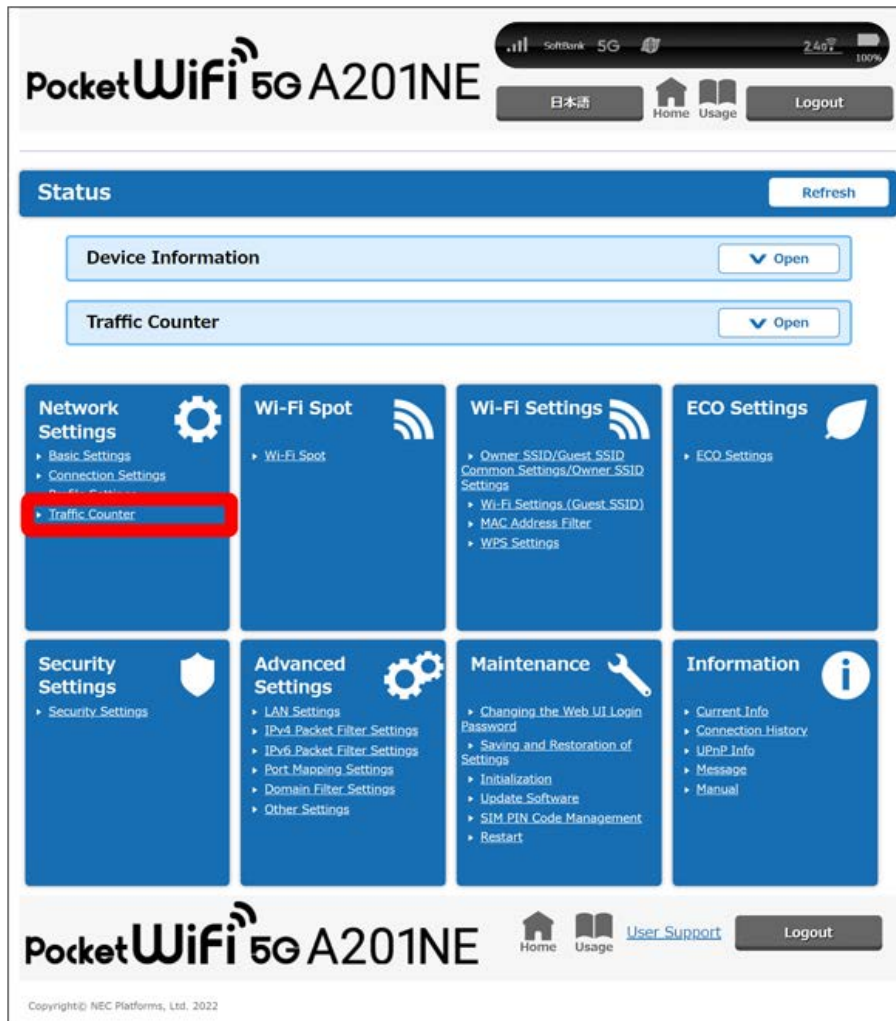 Pocket WiFi 5G A201NE
SoftBank 5G 2.4G 100%
日本語 Home Usage Logout
Status Refresh
Device Information Open
Traffic Counter Open
Network
Settings
Basic Settings
Connection Settings
Traffic Counter
Wi-Fi Spot
Wi-Fi Spot
Wi-Fi Settings
Owner SSID/Guest SSID
Common Settings/Owner SSID
Settings
Wi-Fi Settings (Guest SSID)
MAC Address Filter
WPS Settings
ECO Settings
ECO Settings
Security
Settings
Security Settings
Advanced
Settings
LAN Settings
IPv4 Packet Filter Settings
IPv6 Packet Filter Settings
Port Mapping Settings
Domain Filter Settings
Other Settings
Maintenance
Changing the Web UI Login
Password
Saving and Restoration of
Settings
Initialization
Update Software
SIM PIN Code Management
Restart
Information
Current Info
Connection History
UPnP Info
Message
Manual
Pocket WiFi 5G A201NE
Home Usage User Support Logout
Copyright© NEC Platforms, Ltd. 2022